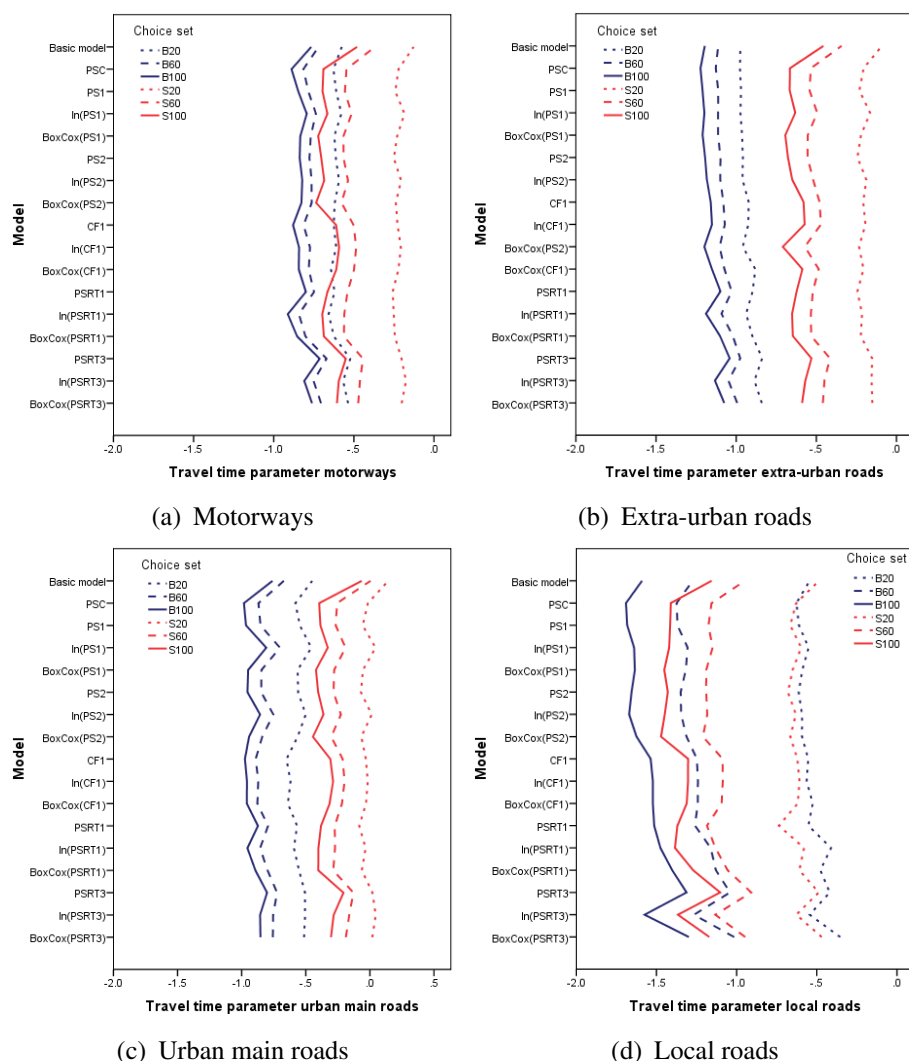 Choice set
B20
B60
B100
S20
S60
S100
Model
Basic model
PSC
PS1
ln(PS1)
BoxCox(PS1)
PS2
ln(PS2)
BoxCox(PS2)
CF1
ln(CF1)
BoxCox(CF1)
PSRT1
ln(PSRT1)
BoxCox(PSRT1)
PSRT3
ln(PSRT3)
BoxCox(PSRT3)
-2.0 -1.5 -1.0 -.5 .0
Travel time parameter motorways
(a) Motorways
Choice set
B20
B60
B100
S20
S60
S100
Model
Basic model
PSC
PS1
ln(PS1)
BoxCox(PS1)
PS2
ln(PS2)
CF1
ln(CF1)
BoxCox(PS2)
BoxCox(CF1)
PSRT1
ln(PSRT1)
BoxCox(PSRT1)
PSRT3
ln(PSRT3)
BoxCox(PSRT3)
-2.0 -1.5 -1.0 -.5 .0
Travel time parameter extra-urban roads
(b) Extra-urban roads
Choice set
B20
B60
B100
S20
S60
S100
Model
Basic model
PSC
PS1
ln(PS1)
BoxCox(PS1)
PS2
ln(PS2)
BoxCox(PS2)
CF1
ln(CF1)
BoxCox(CF1)
PSRT1
ln(PSRT1)
BoxCox(PSRT1)
PSRT3
ln(PSRT3)
BoxCox(PSRT3)
-2.0 -1.5 -1.0 -.5 .0 .5
Travel time parameter urban main roads
(c) Urban main roads
Choice set
B20
B60
B100
S20
S60
S100
Model
Basic model
PSC
PS1
ln(PS1)
BoxCox(PS1)
PS2
ln(PS2)
BoxCox(PS2)
CF1
ln(CF1)
BoxCox(CF1)
PSRT1
ln(PSRT1)
BoxCox(PSRT1)
PSRT3
ln(PSRT3)
BoxCox(PSRT3)
-2.0 -1.5 -1.0 -.5 .0
Travel time parameter local roads
(d) Local roads